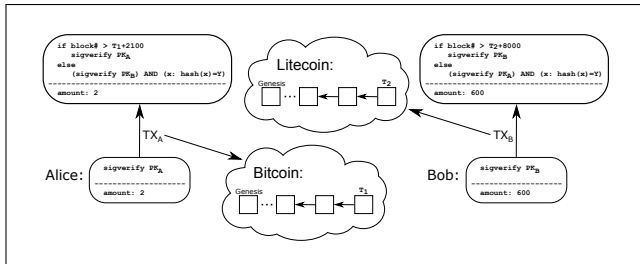 if block# > T1+2100
sigverify PKA
else
(sigverify PKB) AND (x: hash(x)=Y)
amount: 2
Litecoin:
Genesis
...
T2
if block# > T2+8000
sigverify PKB
else
(sigverify PKA) AND (x: hash(x)=Y)
amount: 600
TXA
TXB
Alice:
sigverify PKA
amount: 2
Bitcoin:
Genesis
...
T1
Bob:
sigverify PKB
amount: 600